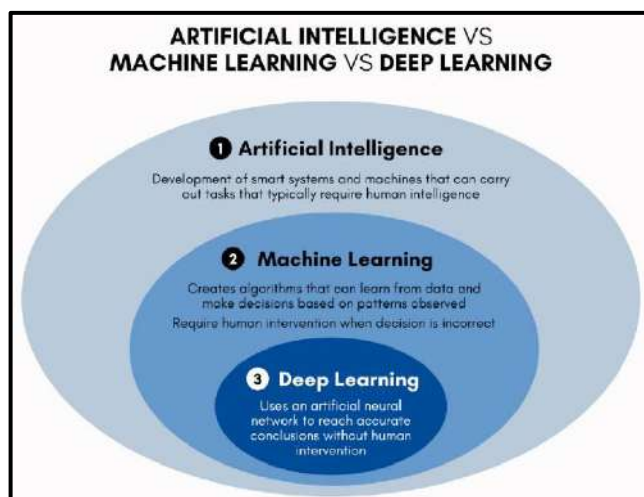 ARTIFICIAL INTELLIGENCE VS
MACHINE LEARNING VS DEEP LEARNING
1 Artificial Intelligence
Development of smart systems and machines that can carry
out tasks that typically require human intelligence
2 Machine Learning
Creates algorithms that can learn from data and
make decisions based on patterns observed
Require human intervention when decision is incorrect
3 Deep Learning
Uses an artificial neural
network to reach accurate
conclusions without human
intervention